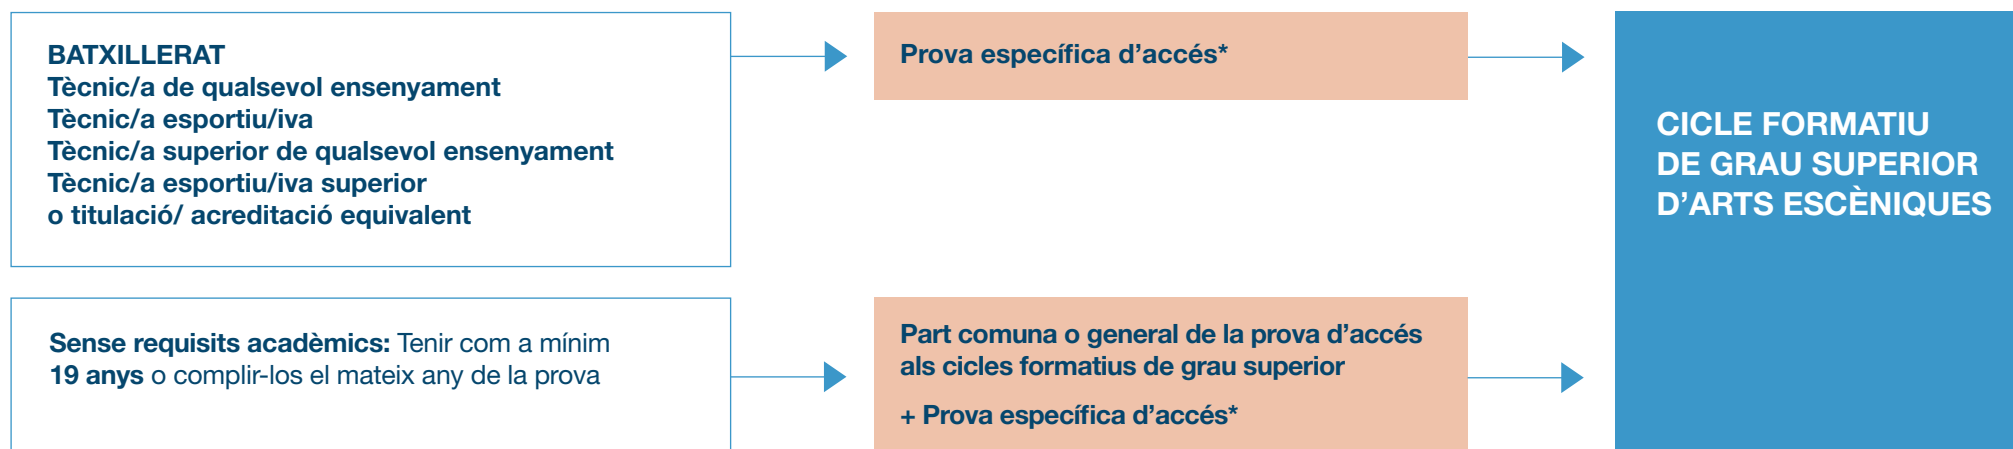 BATXILLERAT
Tècnic/a de qualsevol ensenyament
Tècnic/a esportiu/iva
Tècnic/a superior de qualsevol ensenyament
Tècnic/a esportiu/iva superior
o titulació/ acreditació equivalent
Prova específica d’accés*
Sense requisits acadèmics: Tenir com a mínim
19 anys o complir-los el mateix any de la prova
Part comuna o general de la prova d’accés
als cicles formatius de grau superior
+ Prova específica d’accés*
CICLE FORMATIU
DE GRAU SUPERIOR
D’ARTS ESCÈNIQUES